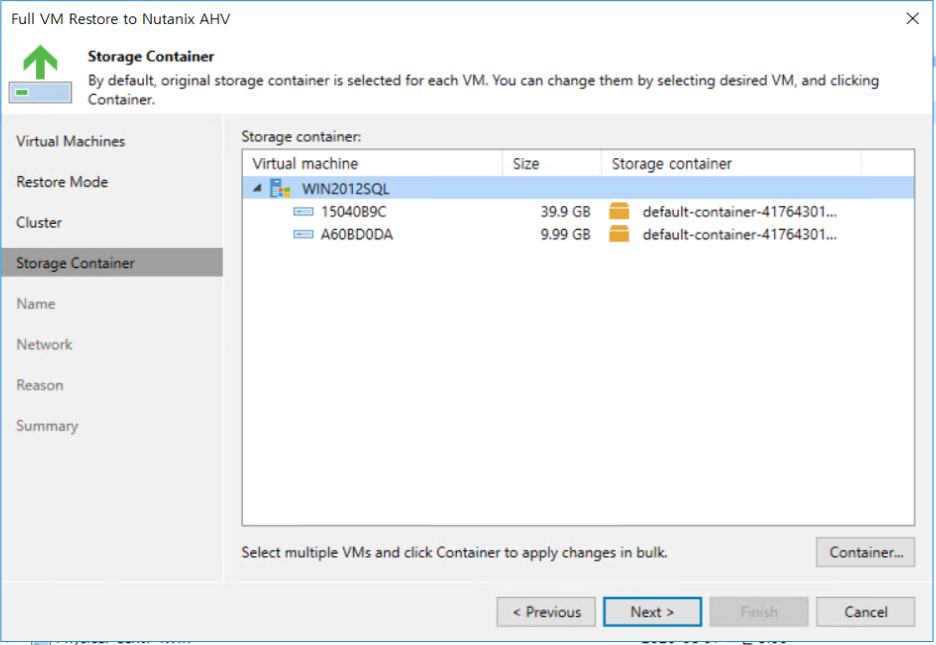 Full VM Restore to Nutanix AHV
Storage Container
By default, original storage container is selected for each VM. You can change them by selecting desired VM, and clicking
Container.
Virtual Machines
Restore Mode
Cluster
Storage Container
Name
Network
Reason
Summary
Storage container:
Virtual machine Size Storage container
WIN2012SQL
15040B9C 39.9 GB default-container-41764301...
A60BD0DA 9.99 GB default-container-41764301...
Select multiple VMs and click Container to apply changes in bulk.
Container...
< Previous Next > Finish Cancel